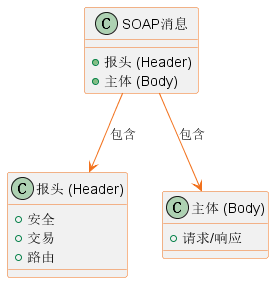 C SOAP消息
报头 (Header)
主体 (Body)
包含
包含
C 报头 (Header)
安全
交易
路由
C 主体 (Body)
请求/响应